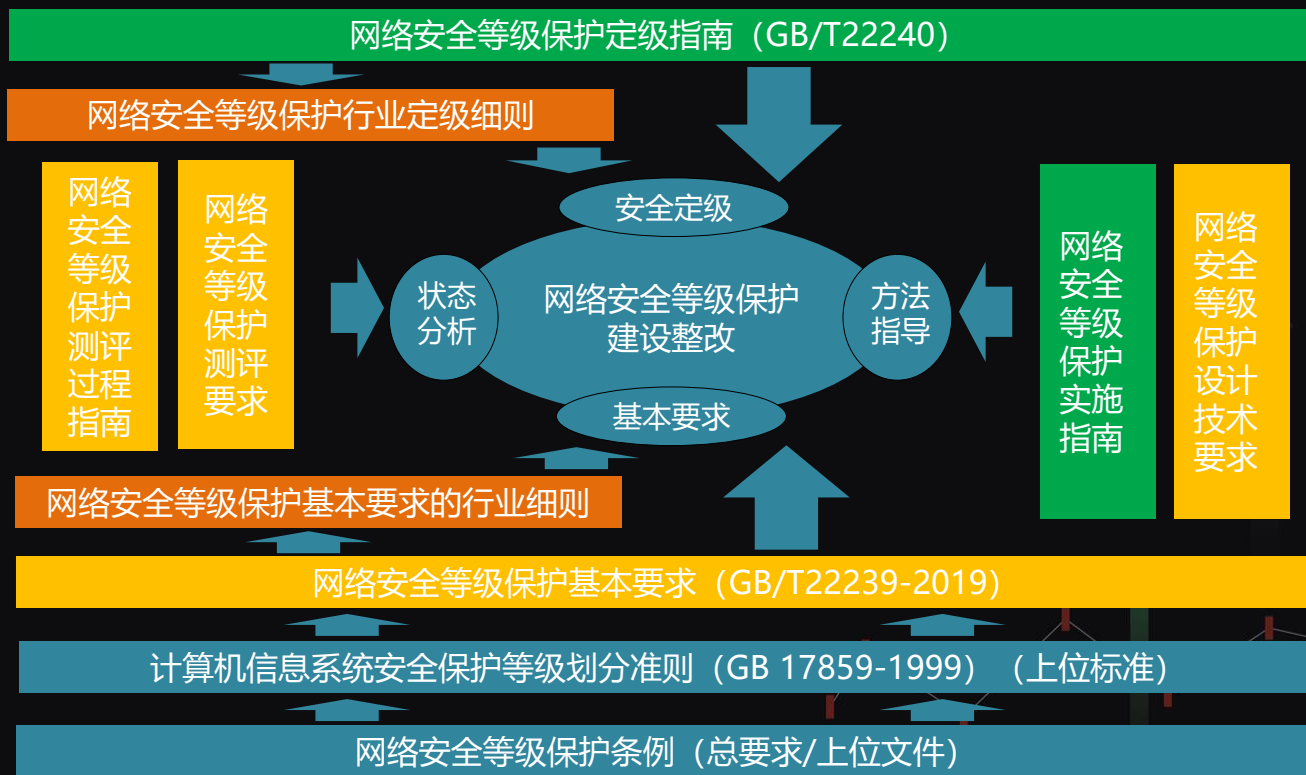 网络安全等级保护定级指南（GB/T22240）
网络安全等级保护行业定级细则
网络
安全
等级
保护
测评
过程
指南
网络
安全
等级
保护
测评
要求
安全定级
状态
分析
网络安全等级保护
建设整改
方法
指导
基本要求
网络
安全
等级
保护
实施
指南
网络
安全
等级
保护
设计
技术
要求
网络安全等级保护基本要求的行业细则
网络安全等级保护基本要求（GB/T22239-2019）
计算机信息系统安全保护等级划分准则（GB 17859-1999）（上位标准）
网络安全等级保护条例（总要求/上位文件）